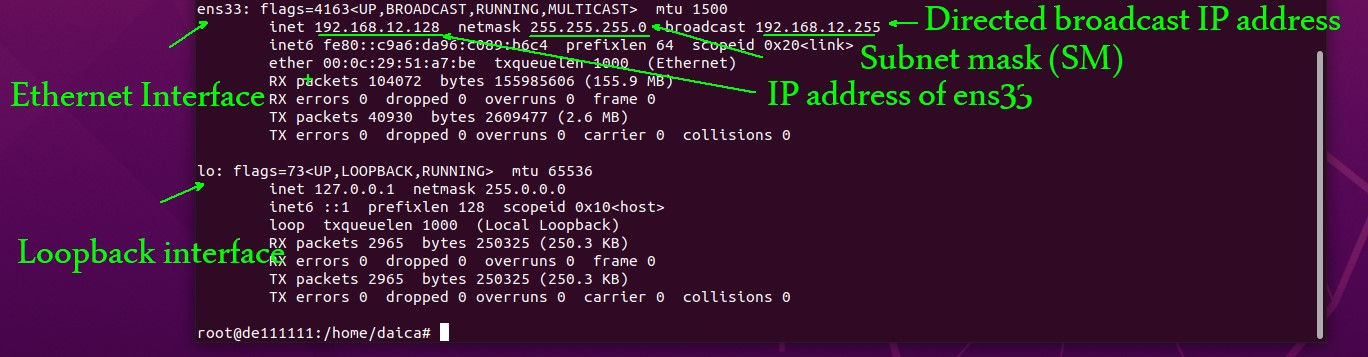 ens33: flags=4163<UP,BROADCAST,RUNNING,MULTICAST>  mtu 1500
inet 192.168.12.128  netmask 255.255.255.0  broadcast 192.168.12.255
Directed broadcast IP address
inet6 fe80::c9a6:da96:c089:b6c4  prefixlen 64  scopeid 0x20<link>
Subnet mask (SM)
ether 00:0c:29:51:a7:be  txqueuelen 1000  (Ethernet)
RX packets 104072  bytes 155985606 (155.9 MB)
Ethernet Interface
RX errors 0  dropped 0  overruns 0  frame 0
IP address of ens33
TX packets 40930  bytes 2609477 (2.6 MB)
TX errors 0  dropped 0 overruns 0  carrier 0  collisions 0
lo: flags=73<UP,LOOPBACK,RUNNING>  mtu 65536
inet 127.0.0.1  netmask 255.0.0.0
inet6 ::1  prefixlen 128  scopeid 0x10<host>
loop  txqueuelen 1000  (Local Loopback)
RX packets 2965  bytes 250325 (250.3 KB)
Loopback interface
RX errors 0  dropped 0  overruns 0  frame 0
TX packets 2965  bytes 250325 (250.3 KB)
TX errors 0  dropped 0 overruns 0  carrier 0  collisions 0
root@de111111:/home/daica#